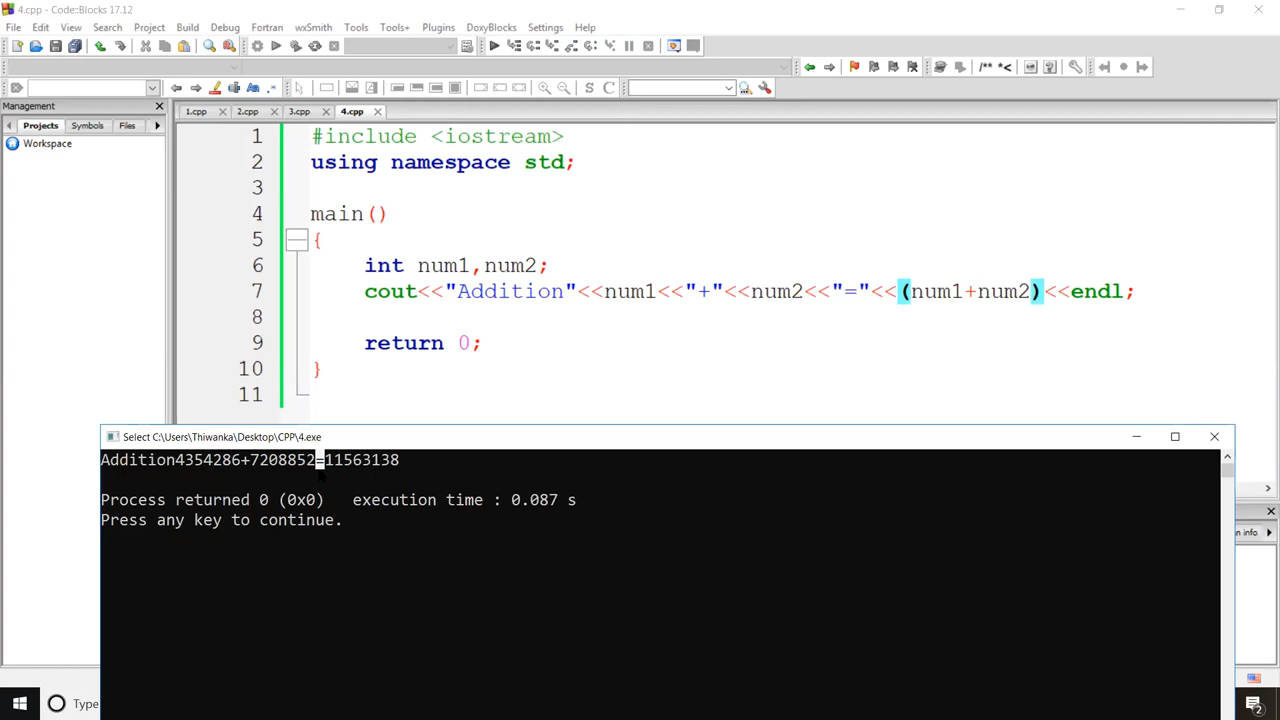 4.cpp - Code::Blocks 17.12
File Edit View Search Project Build Debug Fortran wxSmith Tools Tools+ Plugins DoxyBlocks Settings Help
/** *<
S C
Management
1.cpp 2.cpp 3.cpp 4.cpp
Projects Symbols Files
Workspace
1 #include <iostream>
2 using namespace std;
3
4 main()
5 {
6 int num1,num2;
7 cout<<"Addition"<<num1<<"+"<<num2<<"="<<(num1+num2)<<endl;
8
9 return 0;
10 }
11
Select C:\Users\Thiwanka\Desktop\CPP\4.exe
Addition4354286+7208852=11563138
Process returned 0 (0x0) execution time : 0.087 s
Press any key to continue.
n info
Type
2